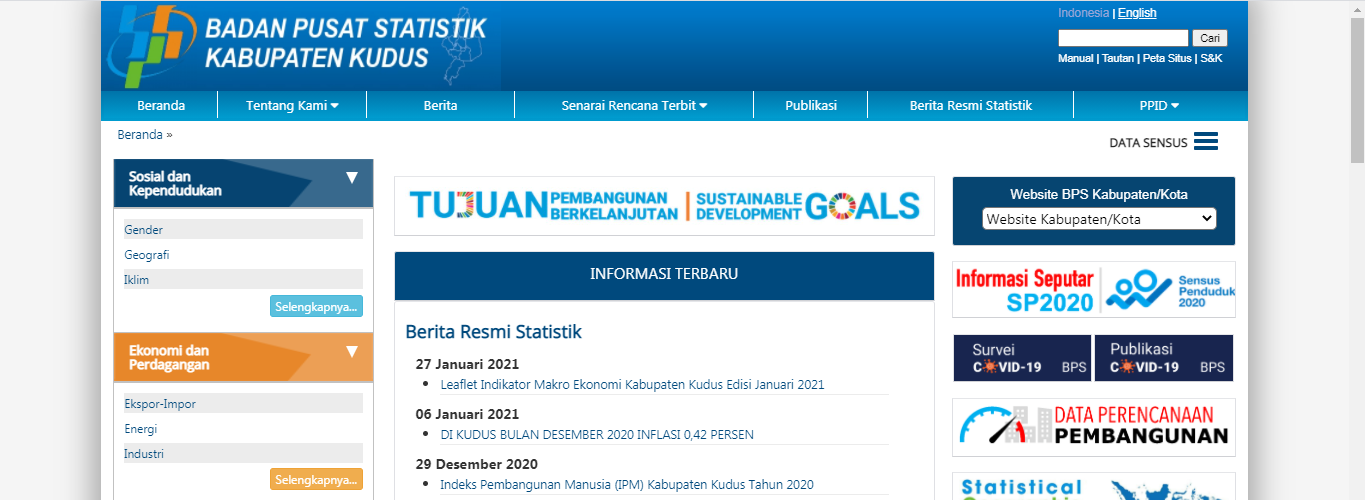 BADAN PUSAT STATISTIK
KABUPATEN KUDUS
Indonesia | English
Cari
Manual | Tautan | Peta Situs | S&K
Beranda
Tentang Kami
Berita
Senarai Rencana Terbit
Publikasi
Berita Resmi Statistik
PPID
Beranda »
DATA SENSUS
Sosial dan
Kependudukan
Gender
Geografi
Iklim
Selengkapnya...
Ekonomi dan
Perdagangan
Ekspor-Impor
Energi
Industri
Selengkapnya...
TUJUAN PEMBANGUNAN BERKELANJUTAN | SUSTAINABLE DEVELOPMENT GOALS
INFORMASI TERBARU
Berita Resmi Statistik
27 Januari 2021
Leaflet Indikator Makro Ekonomi Kabupaten Kudus Edisi Januari 2021
06 Januari 2021
DI KUDUS BULAN DESEMBER 2020 INFLASI 0,42 PERSEN
29 Desember 2020
Indeks Pembangunan Manusia (IPM) Kabupaten Kudus Tahun 2020
Website BPS Kabupaten/Kota
Website Kabupaten/Kota
Informasi Seputar
SP2020
Sensus
Penduduk
2020
Survei
COVID-19 BPS
Publikasi
COVID-19 BPS
DATA PERENCANAAN
PEMBANGUNAN
Statistical